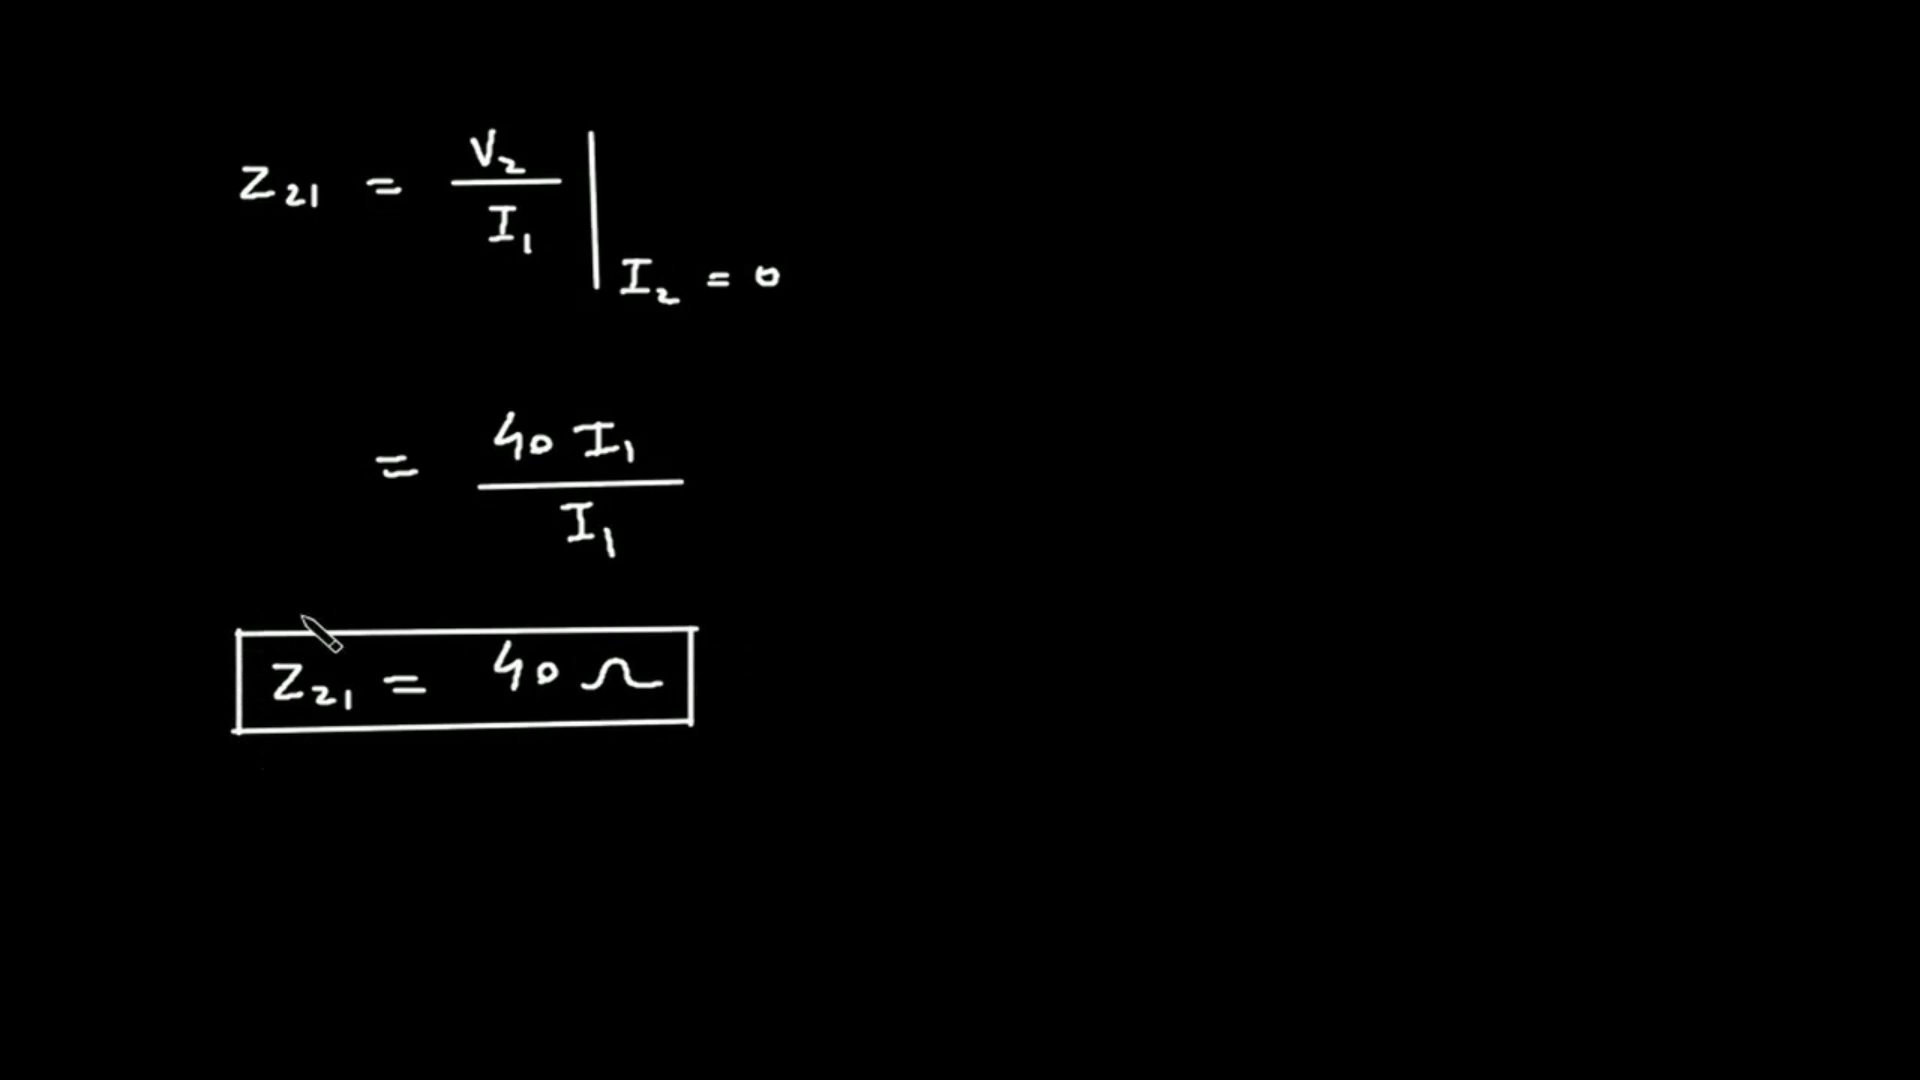 Z₂₁ = V₂ / I₁ | I₂ = 0
= 40 I₁ / I₁
Z₂₁ = 40 Ω